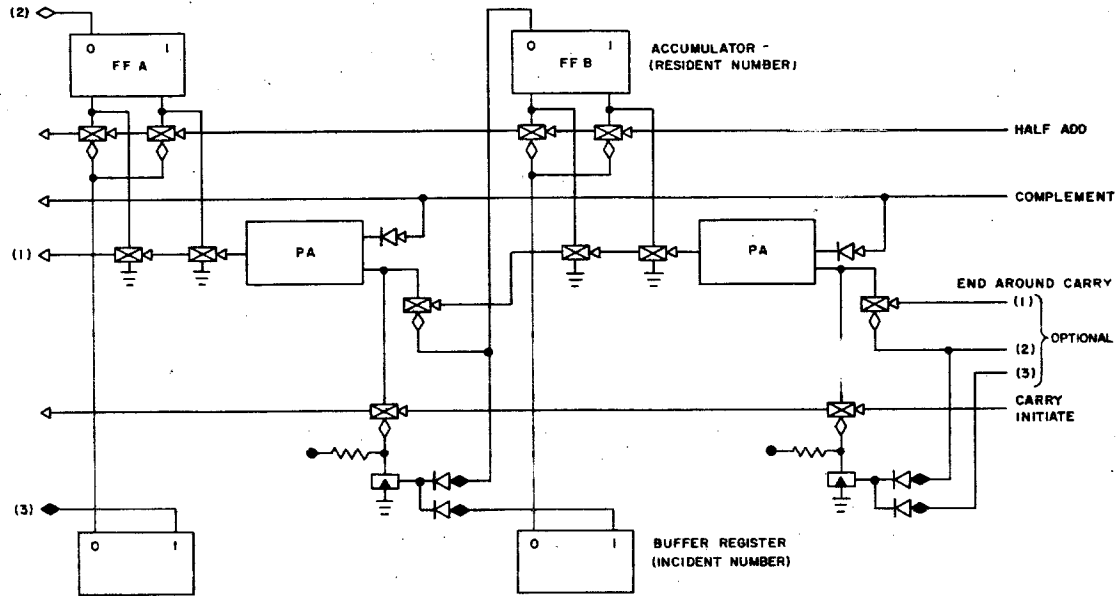 (2)
0 1
FF A
0 1
FF B
ACCUMULATOR -
(RESIDENT NUMBER)
HALF ADD
COMPLEMENT
(1)
PA
PA
END AROUND CARRY
(1)
(2)
(3)
OPTIONAL
CARRY
INITIATE
(3)
0 1
0 1
BUFFER REGISTER
(INCIDENT NUMBER)